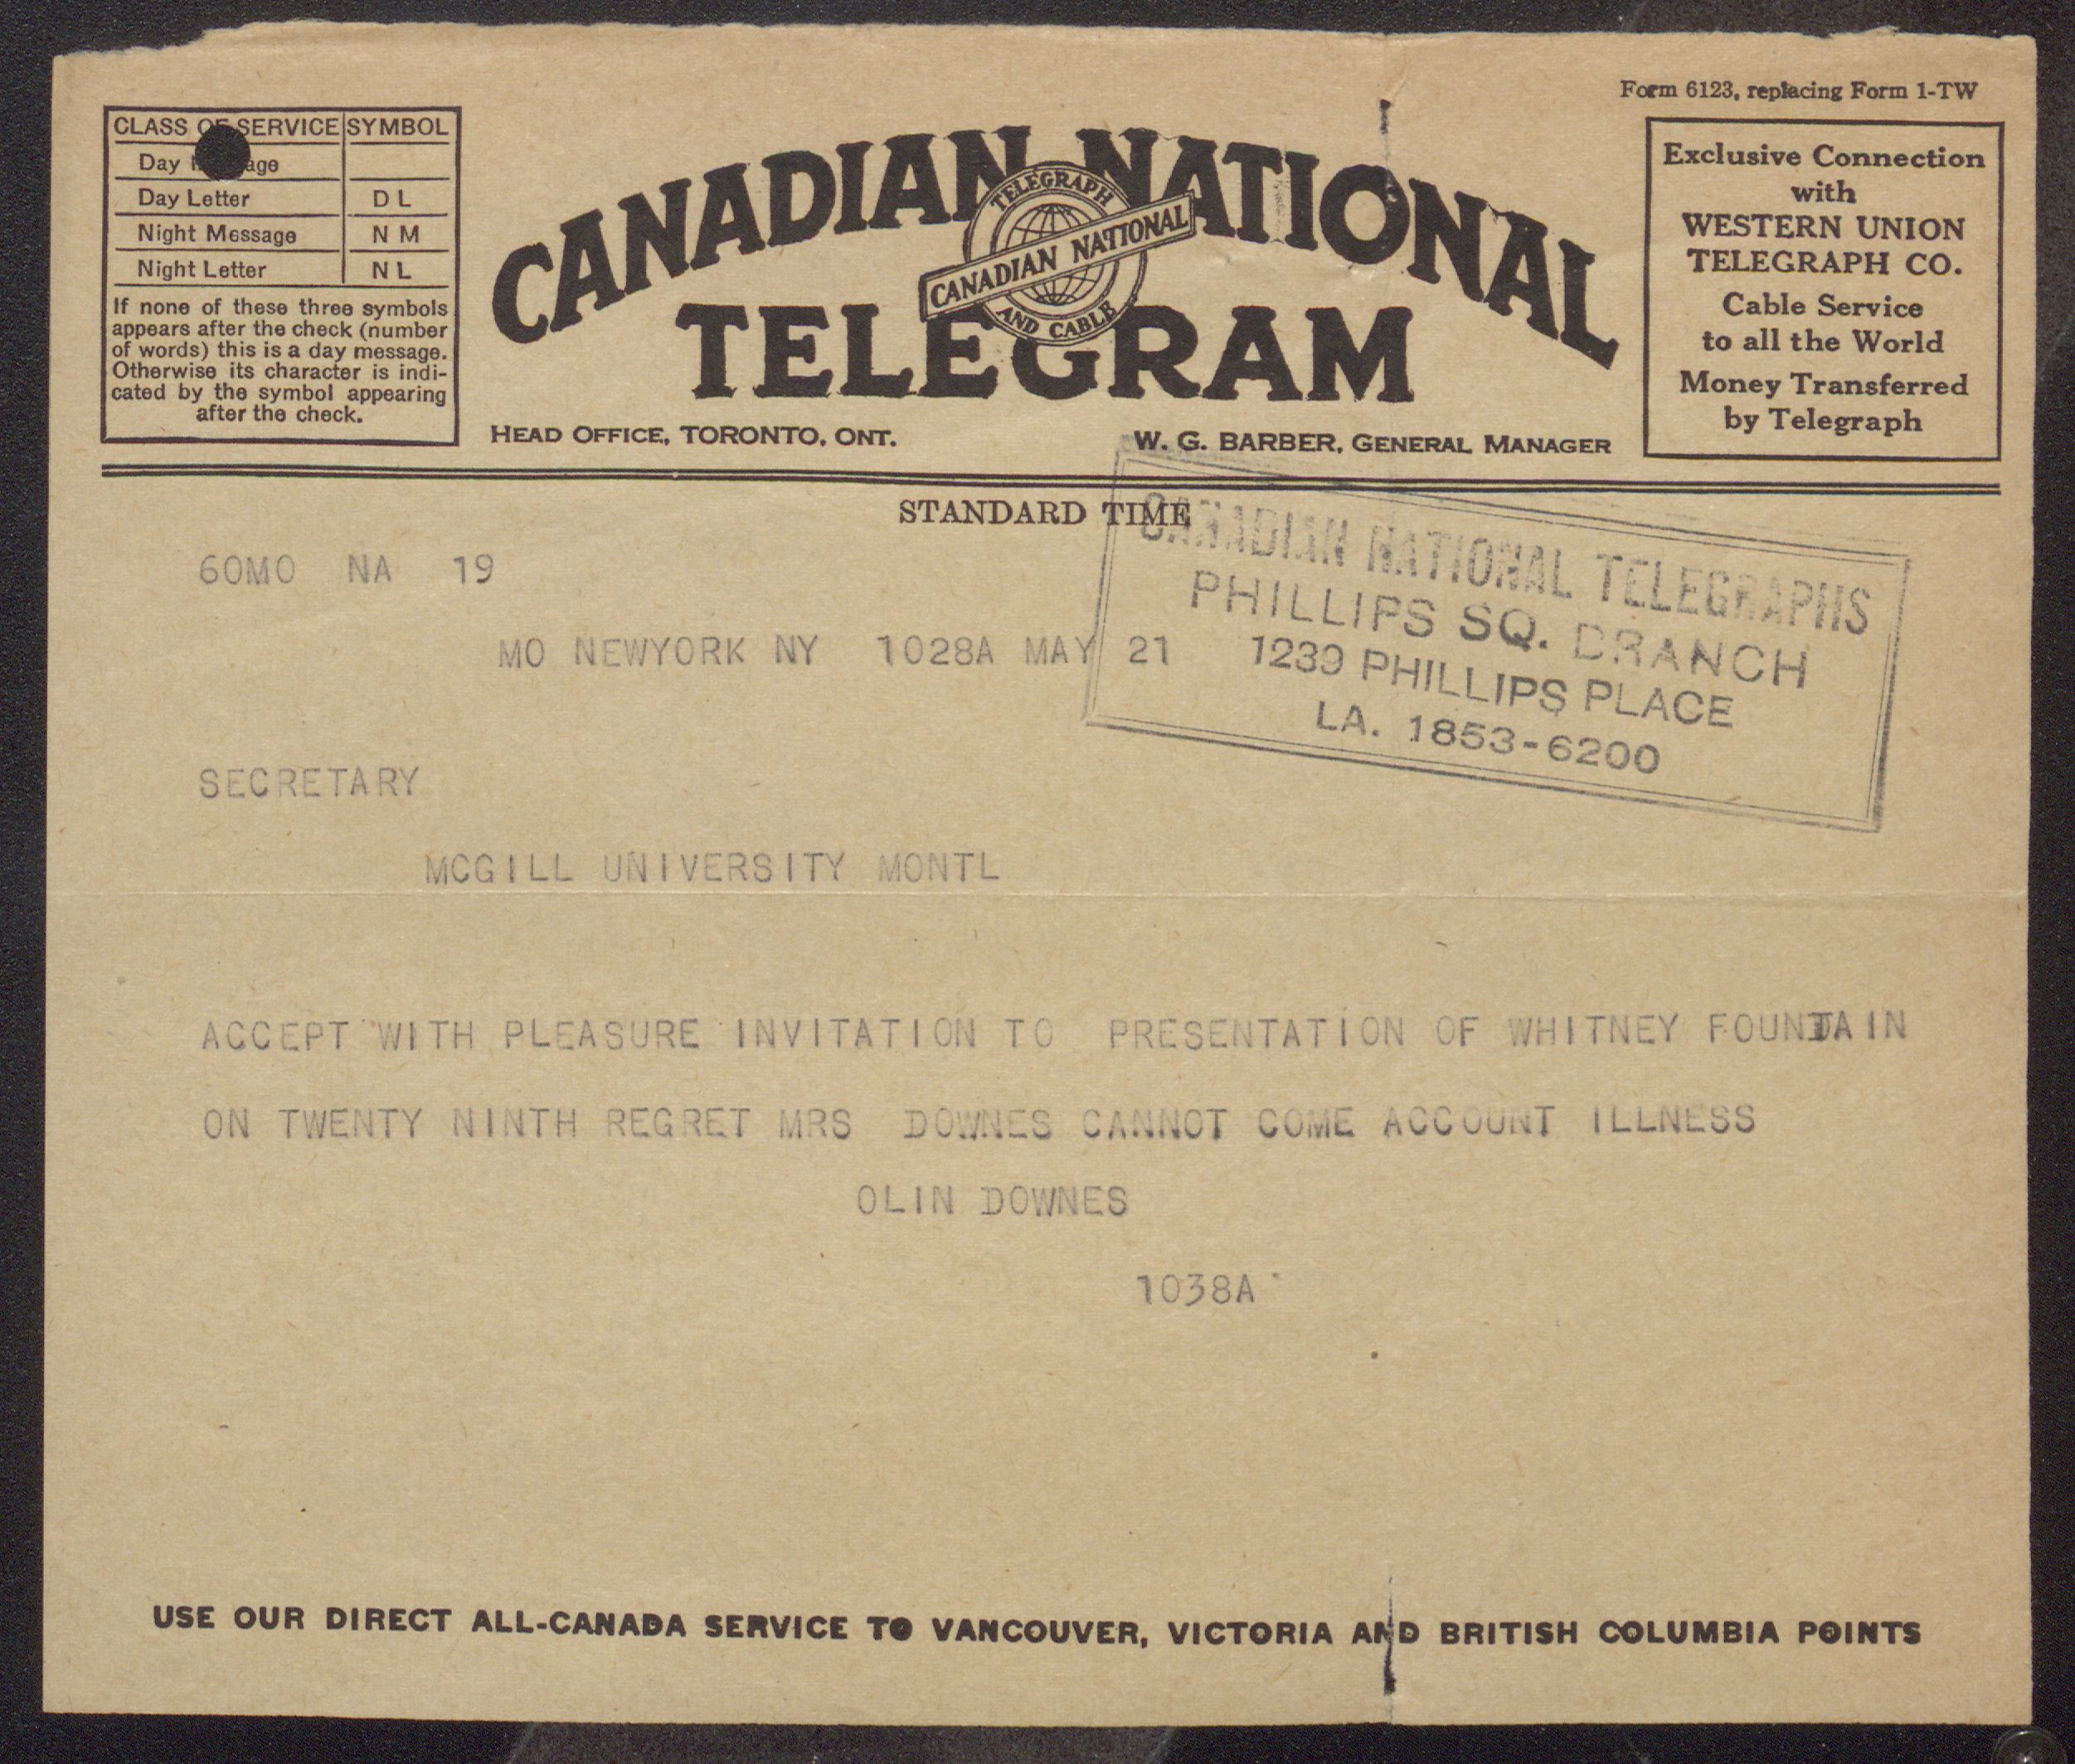 Form 6123, replacing Form 1-TW
CLASS OF SERVICE SYMBOL
Day
Day Letter D L
Night Message N M
Night Letter N L
If none of these three symbols
appears after the check (number
of words) this is a day message.
Otherwise its character is indi-
cated by the symbol appearing
after the check.
CANADIAN NATIONAL
TELEGRAM
TELEGRAPH
CANADIAN NATIONAL
AND CABLE
HEAD OFFICE, TORONTO, ONT.
W. G. BARBER, GENERAL MANAGER
Exclusive Connection
with
WESTERN UNION
TELEGRAPH CO.
Cable Service
to all the World
Money Transferred
by Telegraph
STANDARD TIME
CANADIAN NATIONAL TELEGRAPHS
PHILLIPS SQ. BRANCH
1239 PHILLIPS PLACE
LA. 1853-6200
60MO NA 19
MO NEWYORK NY 1028A MAY 21
SECRETARY
MCGILL UNIVERSITY MONTL
ACCEPT WITH PLEASURE INVITATION TO PRESENTATION OF WHITNEY FOUNTAIN
ON TWENTY NINTH REGRET MRS DOWNES CANNOT COME ACCOUNT ILLNESS
OLIN DOWNES
1038A
USE OUR DIRECT ALL-CANADA SERVICE TO VANCOUVER, VICTORIA AND BRITISH COLUMBIA POINTS